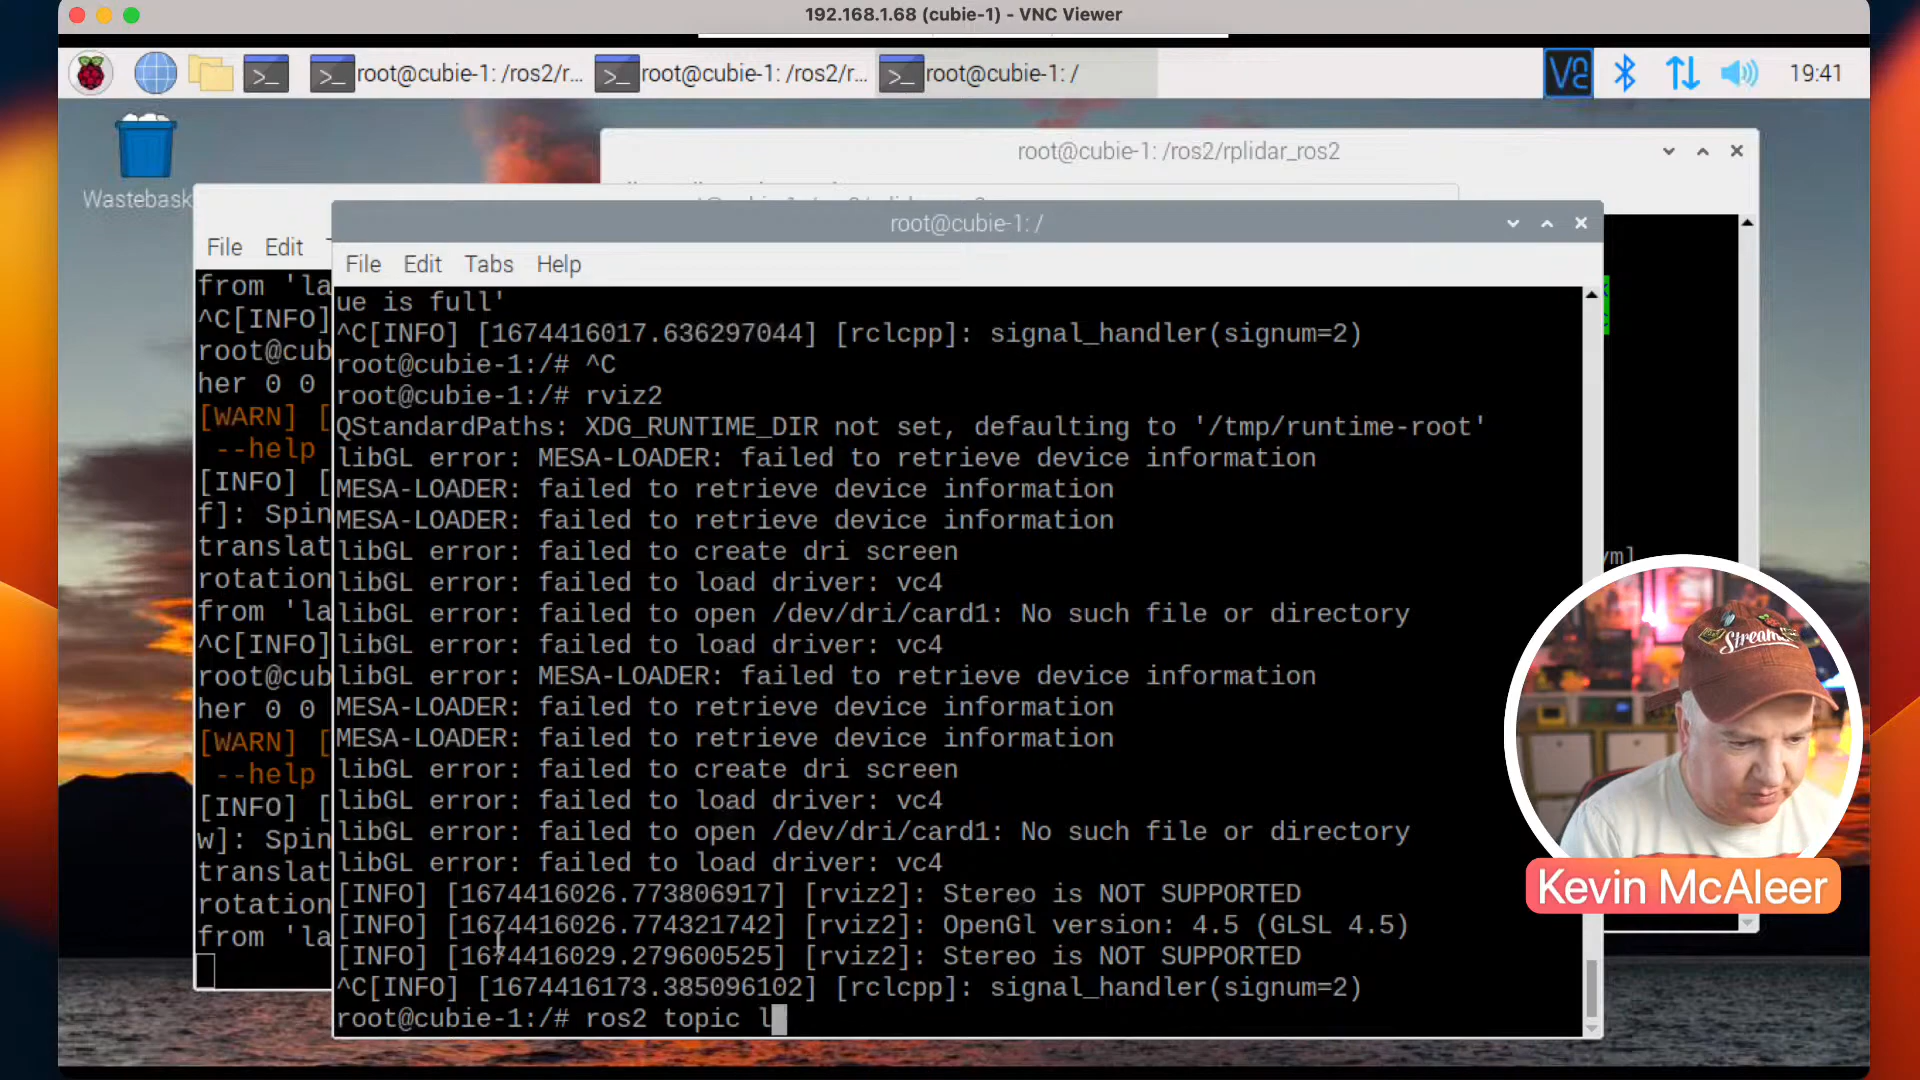 192.168.1.68 (cubie-1) - VNC Viewer
root@cubie-1: /ros2/r...
root@cubie-1: /ros2/r...
root@cubie-1: /
19:41
Wastebask
root@cubie-1: /ros2/rplidar_ros2
File Edit
from 'la
^C[INFO]
root@cub
her 0 0
[WARN] [
--help
[INFO] [
f]: Spin
translat
rotation
from 'la
^C[INFO]
root@cub
her 0 0
[WARN] [
--help
[INFO] [
w]: Spin
translat
rotation
from 'la
root@cubie-1: /
File Edit Tabs Help
ue is full'
^C[INFO] [1674416017.636297044] [rclcpp]: signal_handler(signum=2)
root@cubie-1:/# ^C
root@cubie-1:/# rviz2
QStandardPaths: XDG_RUNTIME_DIR not set, defaulting to '/tmp/runtime-root'
libGL error: MESA-LOADER: failed to retrieve device information
MESA-LOADER: failed to retrieve device information
MESA-LOADER: failed to retrieve device information
libGL error: failed to create dri screen
libGL error: failed to load driver: vc4
libGL error: failed to open /dev/dri/card1: No such file or directory
libGL error: failed to load driver: vc4
libGL error: MESA-LOADER: failed to retrieve device information
MESA-LOADER: failed to retrieve device information
MESA-LOADER: failed to retrieve device information
libGL error: failed to create dri screen
libGL error: failed to load driver: vc4
libGL error: failed to open /dev/dri/card1: No such file or directory
libGL error: failed to load driver: vc4
[INFO] [1674416026.773806917] [rviz2]: Stereo is NOT SUPPORTED
[INFO] [1674416026.774321742] [rviz2]: OpenGl version: 4.5 (GLSL 4.5)
[INFO] [1674416029.279600525] [rviz2]: Stereo is NOT SUPPORTED
^C[INFO] [1674416173.385096102] [rclcpp]: signal_handler(signum=2)
root@cubie-1:/# ros2 topic l
Kevin McAleer